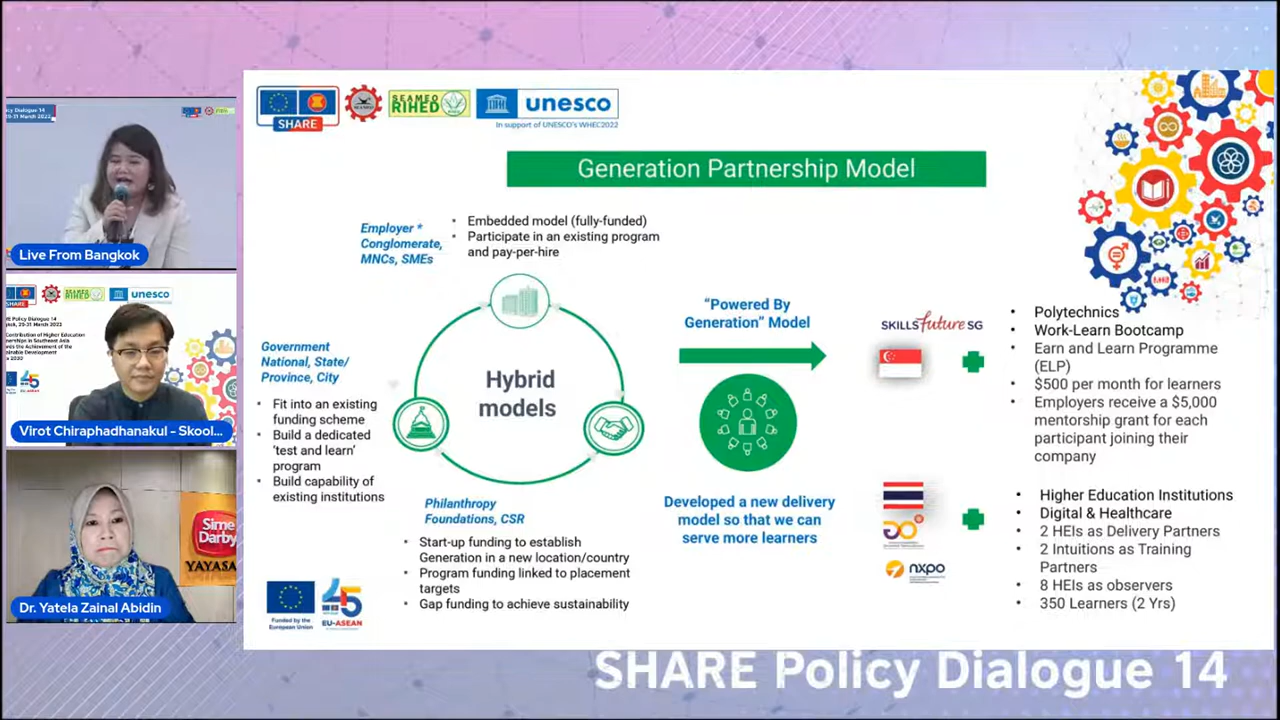 SHARE
SEAMEO
RIHED
unesco
In support of UNESCO's WHEC2022
Generation Partnership Model
Employer *
Conglomerate,
MNCs, SMEs
• Embedded model (fully-funded)
• Participate in an existing program
and pay-per-hire
Government
National, State/
Province, City
• Fit into an existing
funding scheme
• Build a dedicated
‘test and learn’
program
• Build capability of
existing institutions
Hybrid
models
Philanthropy
Foundations, CSR
• Start-up funding to establish
Generation in a new location/country
• Program funding linked to placement
targets
• Gap funding to achieve sustainability
“Powered By
Generation” Model
Developed a new delivery
model so that we can
serve more learners
SKILLSfuture SG
• Polytechnics
• Work-Learn Bootcamp
• Earn and Learn Programme
(ELP)
• $500 per month for learners
• Employers receive a $5,000
mentorship grant for each
participant joining their
company
nxpo
• Higher Education Institutions
• Digital & Healthcare
• 2 HEIs as Delivery Partners
• 2 Intuitions as Training
Partners
• 8 HEIs as observers
• 350 Learners (2 Yrs)
Funded by the
European Union
45
EU-ASEAN
Live From Bangkok
SEAMEO
RIHED
unesco
SHARE
Virot Chiraphadhanakul - Skool...
Sime
Darby
YAYASA
Dr. Yatela Zainal Abidin
SHARE Policy Dialogue 14